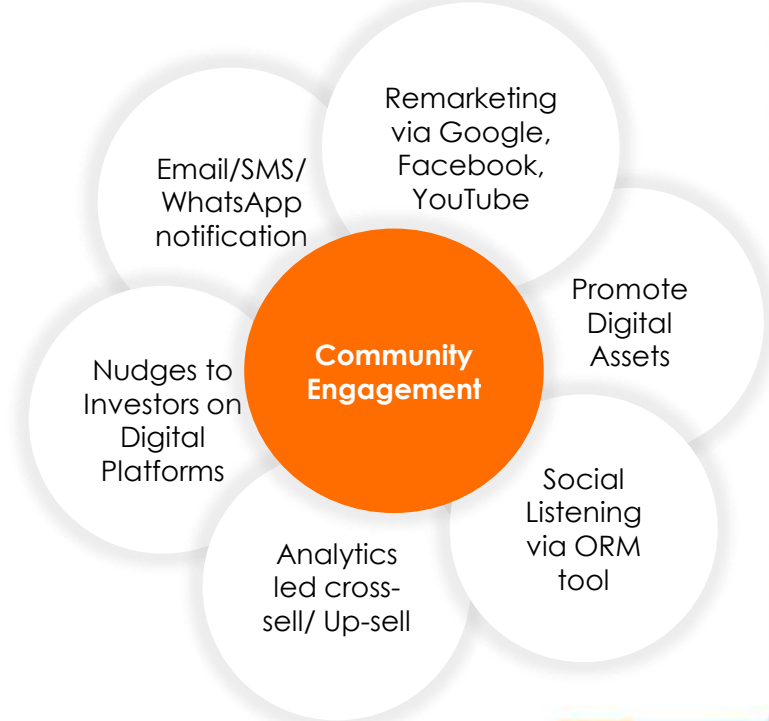 Remarketing
via Google,
Facebook,
YouTube
Email/SMS/
WhatsApp
notification
Promote
Digital
Assets
Community
Engagement
Nudges to
Investors on
Digital
Platforms
Social
Listening
via ORM
tool
Analytics
led cross-
sell/ Up-sell